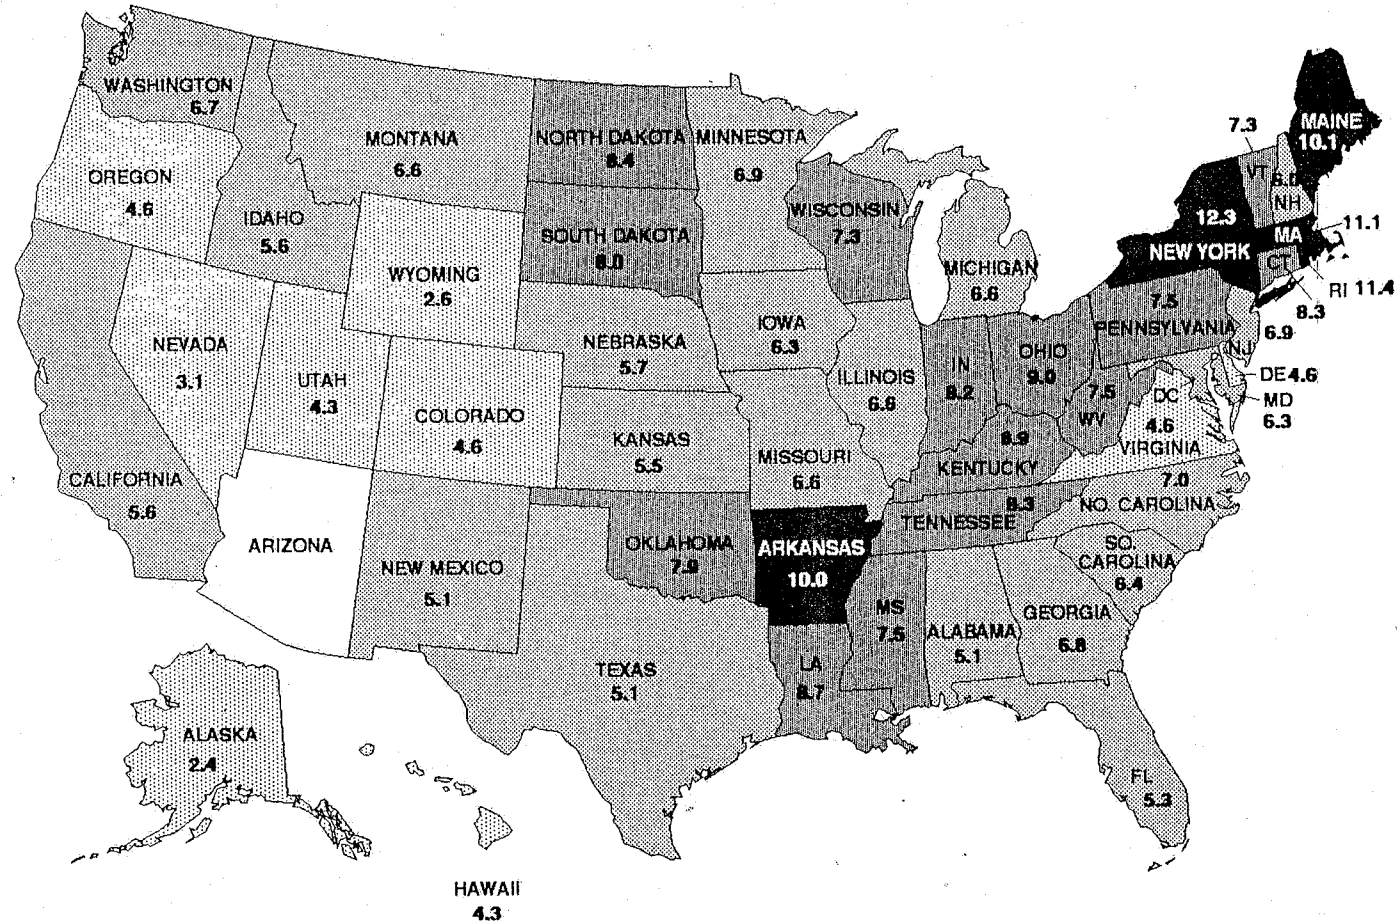 WASHINGTON
6.7
OREGON
4.6
MONTANA
6.6
IDAHO
5.6
WYOMING
2.6
NEVADA
3.1
UTAH
4.3
COLORADO
4.6
CALIFORNIA
5.6
ARIZONA
NEW MEXICO
5.1
NORTH DAKOTA
8.4
SOUTH DAKOTA
8.0
NEBRASKA
5.7
KANSAS
5.5
OKLAHOMA
7.9
TEXAS
5.1
MINNESOTA
6.9
IOWA
6.3
MISSOURI
6.6
ARKANSAS
10.0
LA
8.7
WISCONSIN
7.3
ILLINOIS
6.6
MICHIGAN
6.6
IN
8.2
OHIO
9.0
8.9
KENTUCKY
8.3
TENNESSEE
MS
7.5
ALABAMA
5.1
GEORGIA
6.8
FL
5.3
SO.
CAROLINA
6.4
7.0
NO. CAROLINA
DC
4.6
VIRGINIA
7.5
WV
7.5
PENNSYLVANIA
12.3
NEW YORK
7.3
VT
6.0
NH
MAINE
10.1
MA
11.1
CT
8.3
RI 11.4
6.9
NJ
DE 4.6
MD
6.3
ALASKA
2.4
HAWAII
4.3